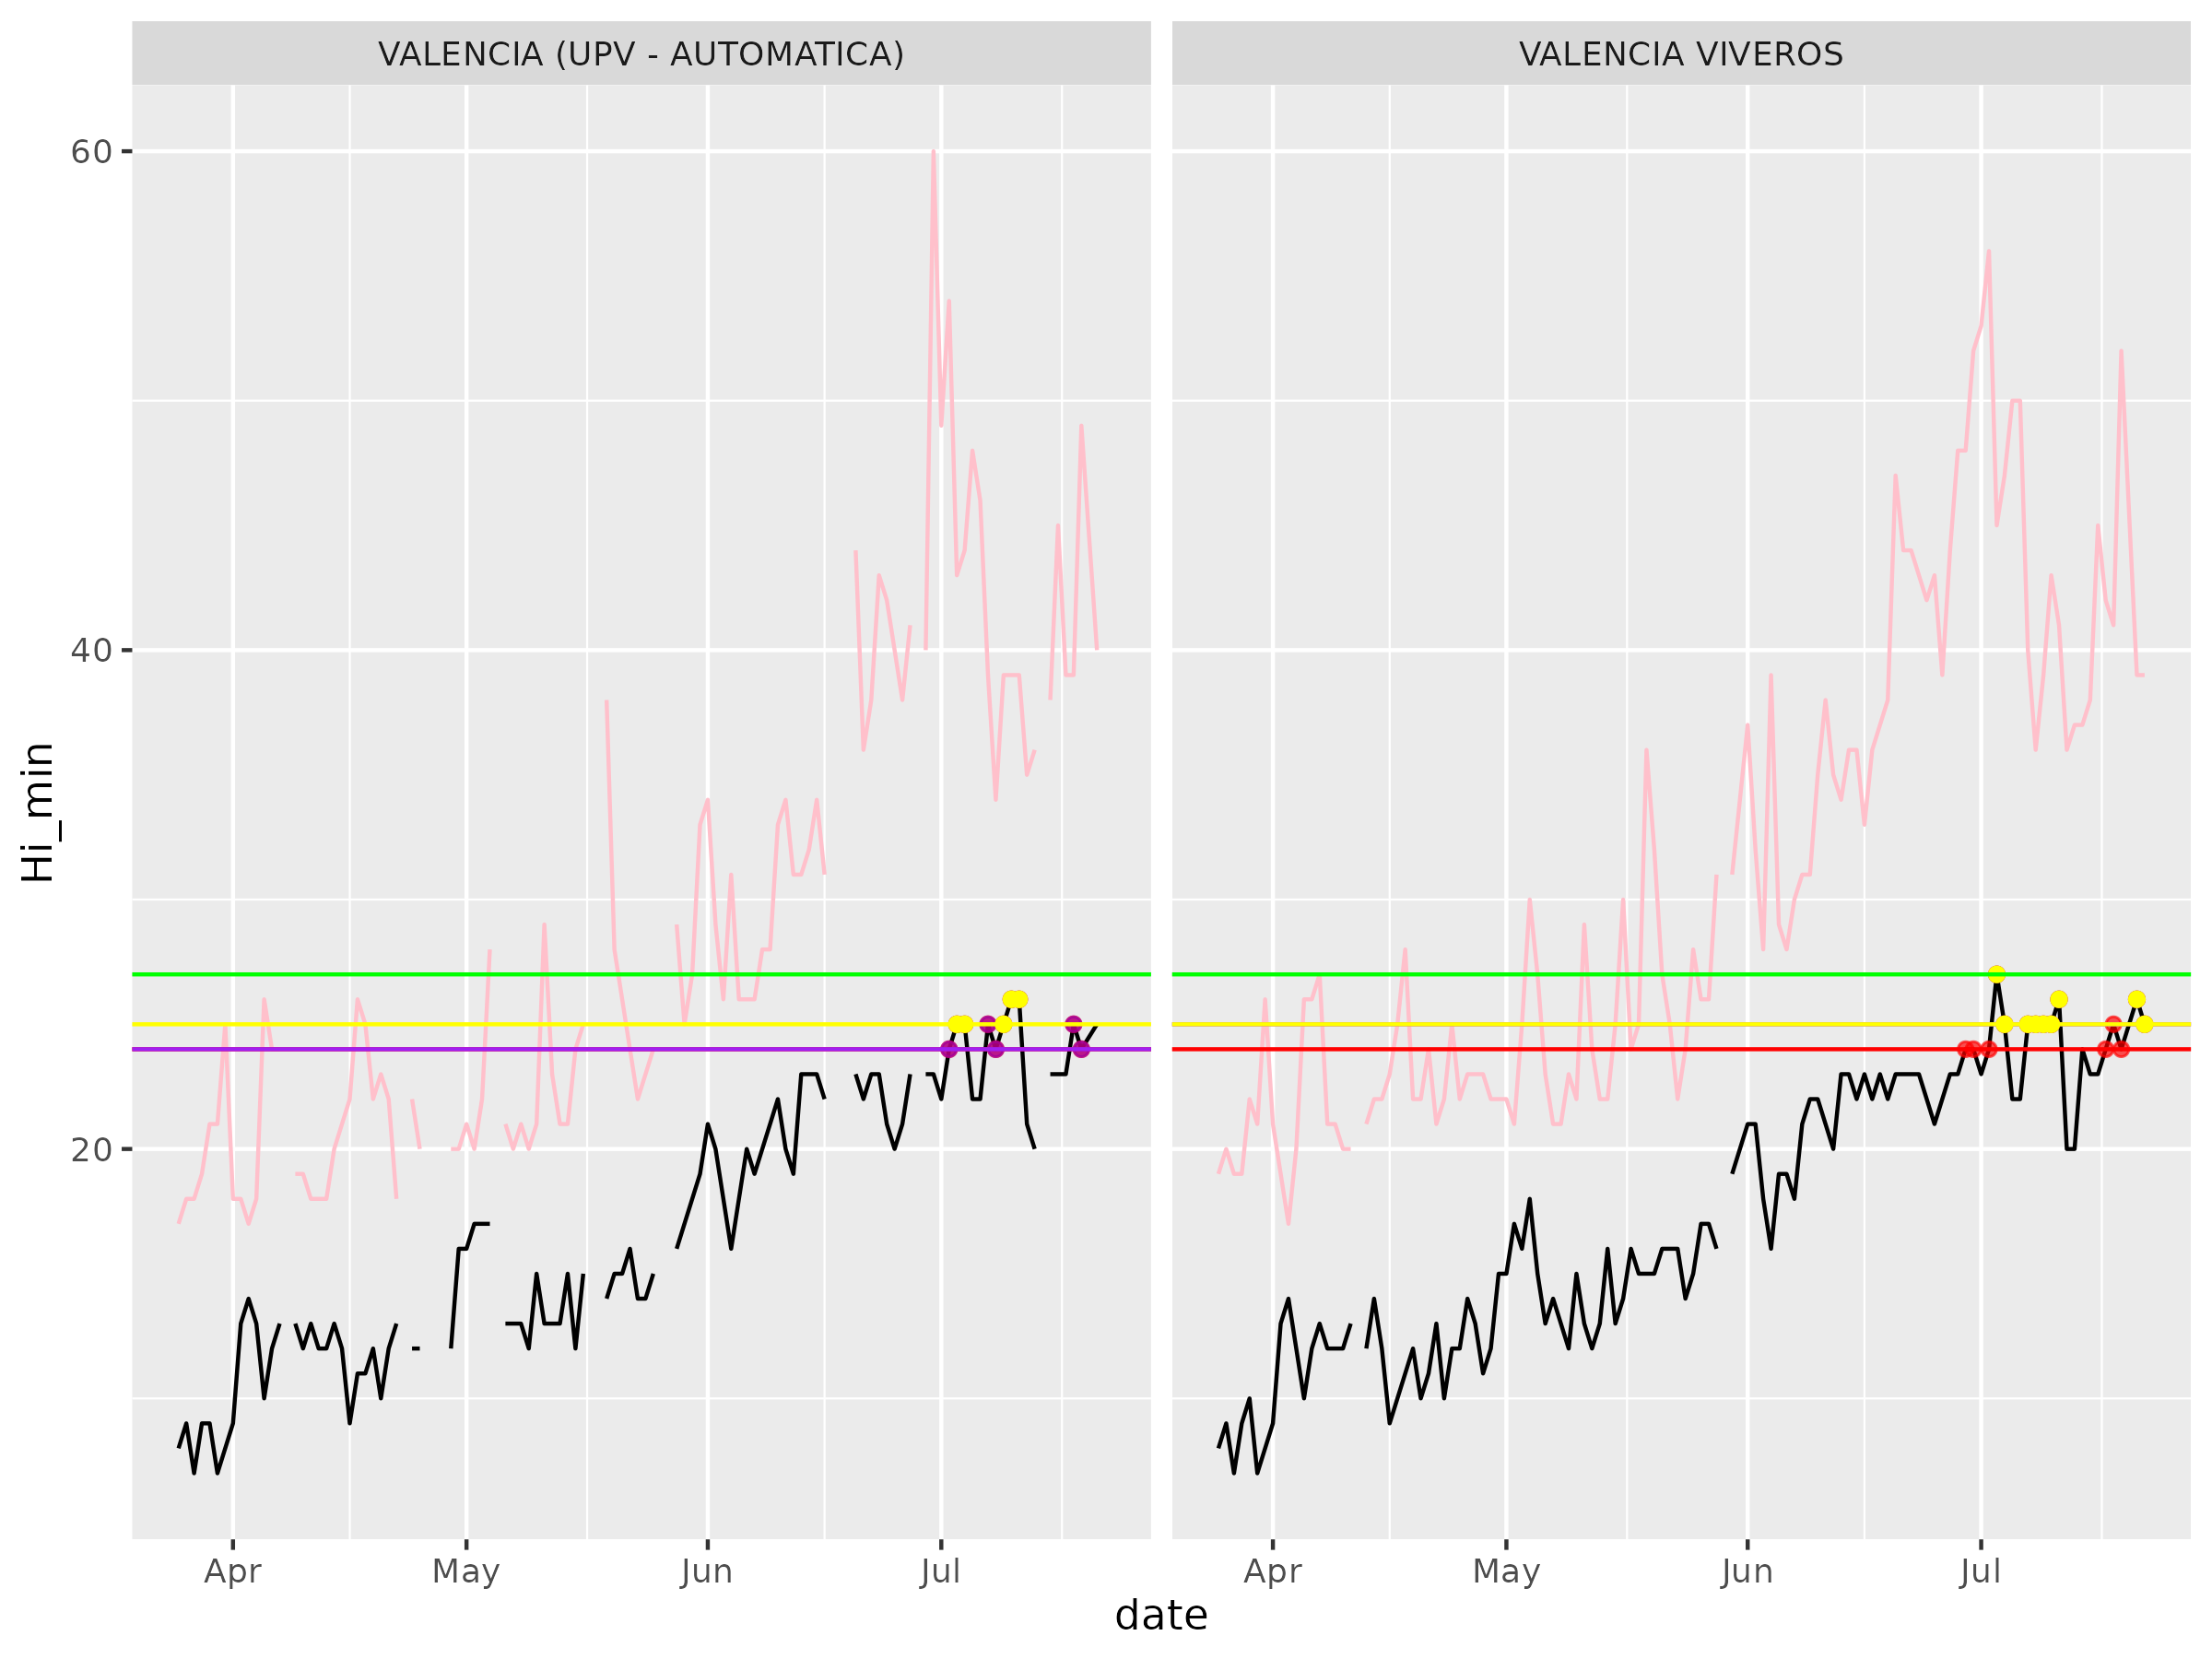 VALENCIA (UPV - AUTOMATICA)
VALENCIA VIVEROS
60
40
20
Hi_min
Apr May Jun Jul
Apr May Jun Jul
date